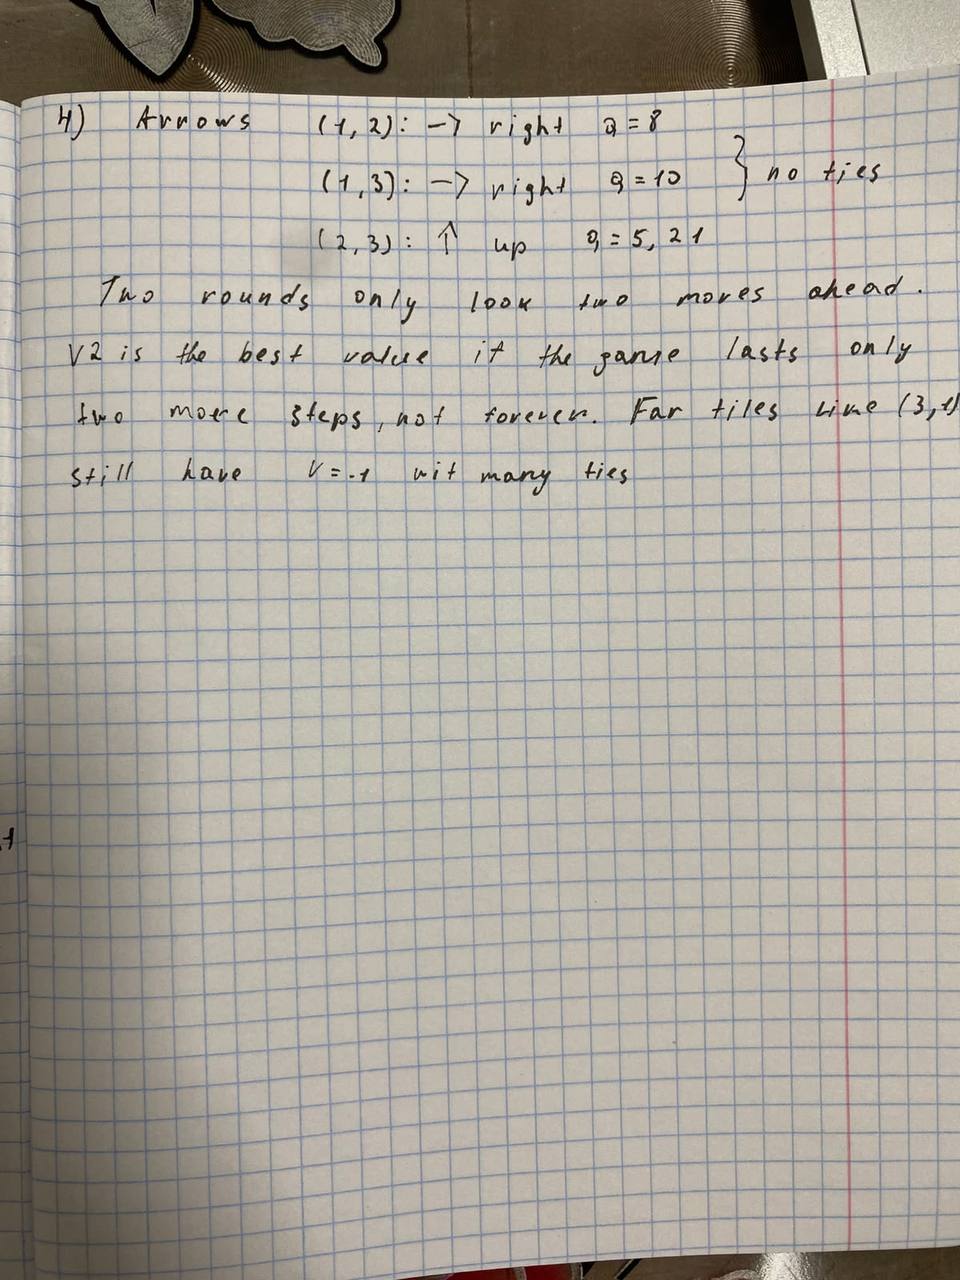 4) Arrows (1,2): → right Q = 8
(1,3): → right Q = 10 } no ties
(2,3): ↑ up Q = 5,21
Two rounds only look two moves ahead.
V2 is the best value if the game lasts only
two more steps, not forever. Far tiles like (3,1)
still have V = -1 wit many ties